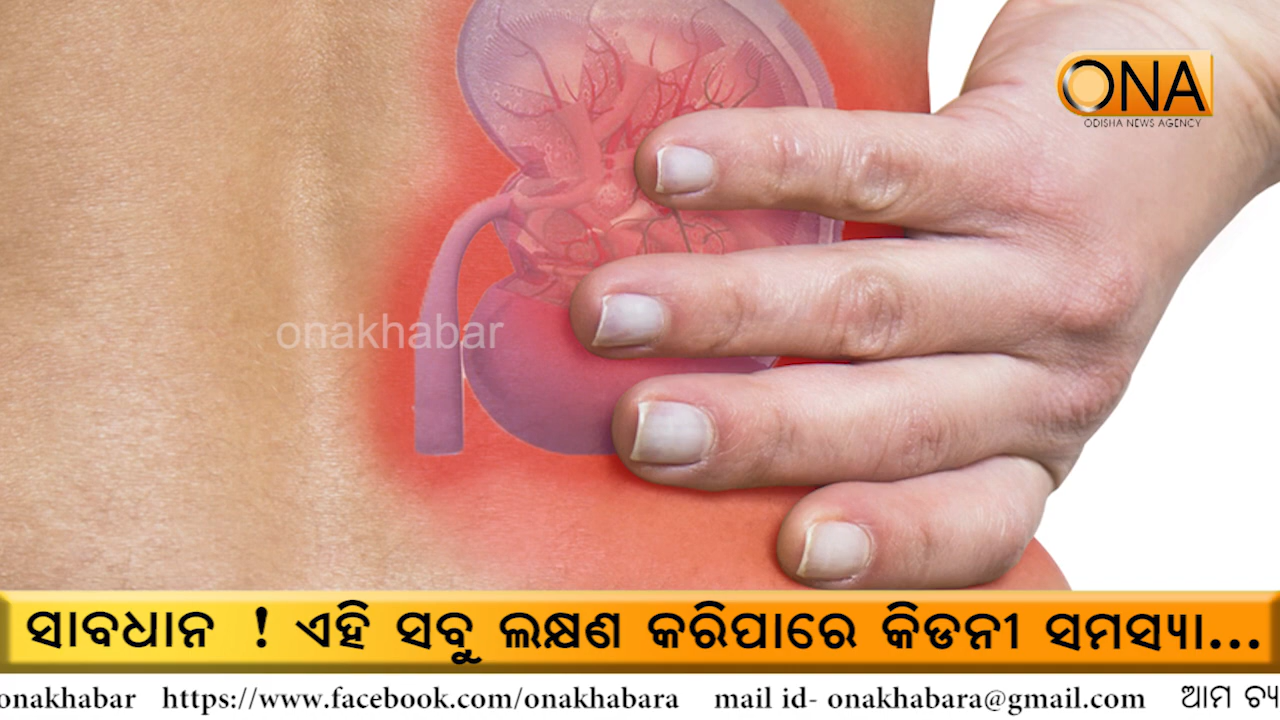 ONA
ODISHA NEWS AGENCY
onakhabar
ସାବଧାନ ! ଏହି ସବୁ ଲକ୍ଷଣ କରିପାରେ କିଡନୀ ସମସ୍ୟା...
onakhabar https://www.facebook.com/onakhabara mail id- onakhabara@gmail.com ଆମ